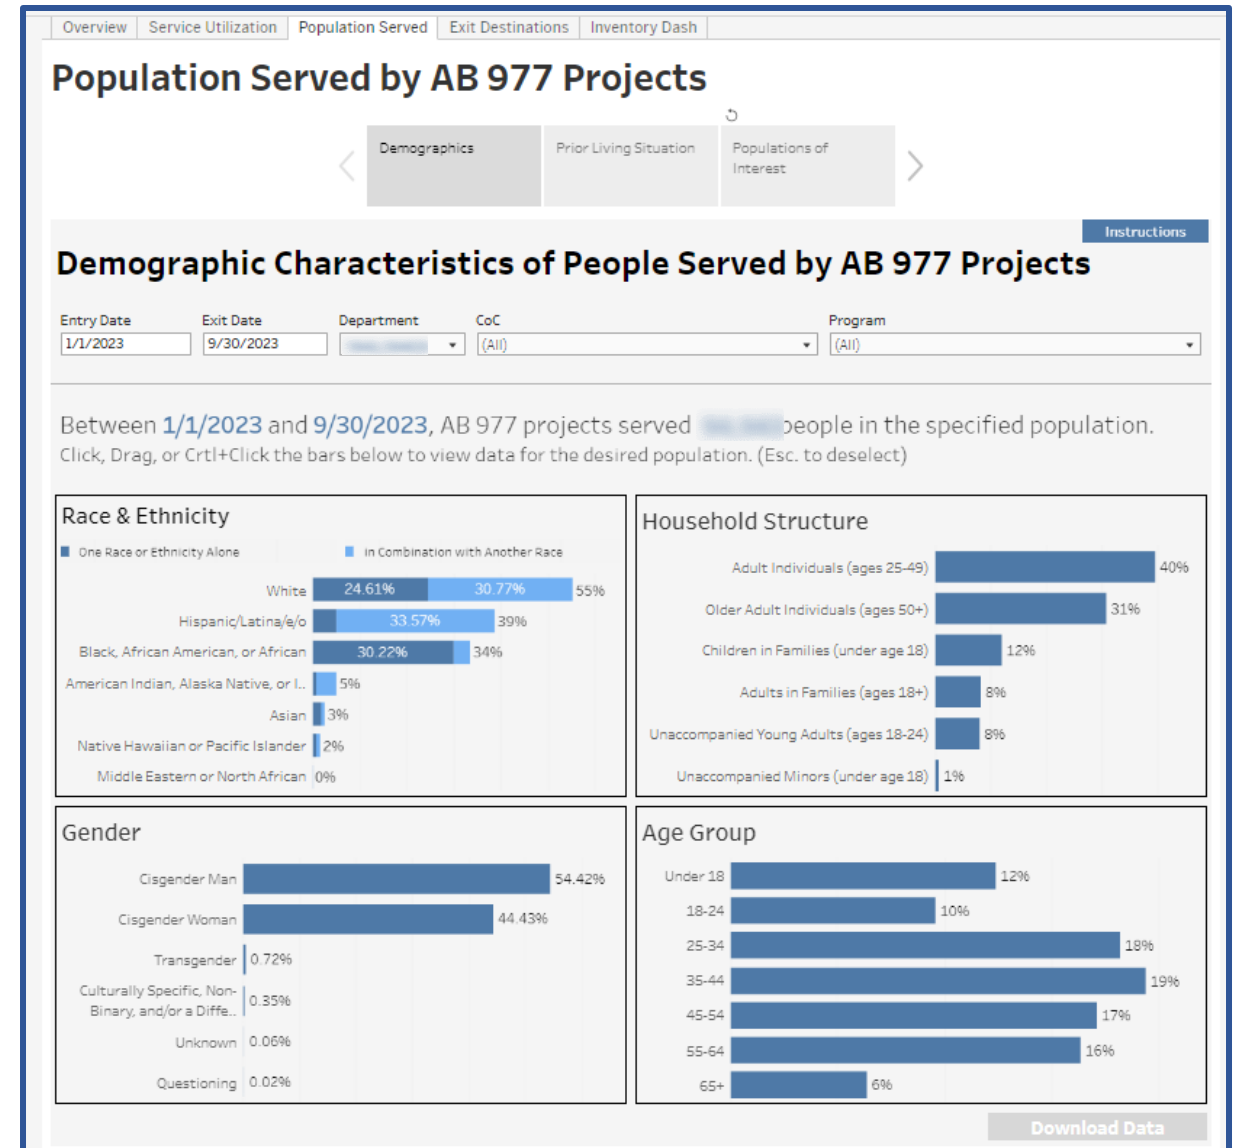 Overview Service Utilization Population Served Exit Destinations Inventory Dash
Population Served by AB 977 Projects
Demographics Prior Living Situation Populations of
Interest
Instructions
Demographic Characteristics of People Served by AB 977 Projects
Entry Date Exit Date Department CoC Program
1/1/2023 9/30/2023 (All) (All)
Between 1/1/2023 and 9/30/2023, AB 977 projects served people in the specified population.
Click, Drag, or Crtl+Click the bars below to view data for the desired population. (Esc. to deselect)
Race & Ethnicity
One Race or Ethnicity Alone in Combination with Another Race
White 24.61% 30.77% 55%
Hispanic/Latina/e/o 33.57% 39%
Black, African American, or African 30.22% 34%
American Indian, Alaska Native, or I.. 5%
Asian 3%
Native Hawaiian or Pacific Islander 2%
Middle Eastern or North African 0%
Household Structure
Adult Individuals (ages 25-49) 40%
Older Adult Individuals (ages 50+) 31%
Children in Families (under age 18) 12%
Adults in Families (ages 18+) 8%
Unaccompanied Young Adults (ages 18-24) 8%
Unaccompanied Minors (under age 18) 1%
Gender
Cisgender Man 54.42%
Cisgender Woman 44.43%
Transgender 0.72%
Culturally Specific, Non-
Binary, and/or a Diffe.. 0.35%
Unknown 0.06%
Questioning 0.02%
Age Group
Under 18 12%
18-24 10%
25-34 18%
35-44 19%
45-54 17%
55-64 16%
65+ 6%
Download Data